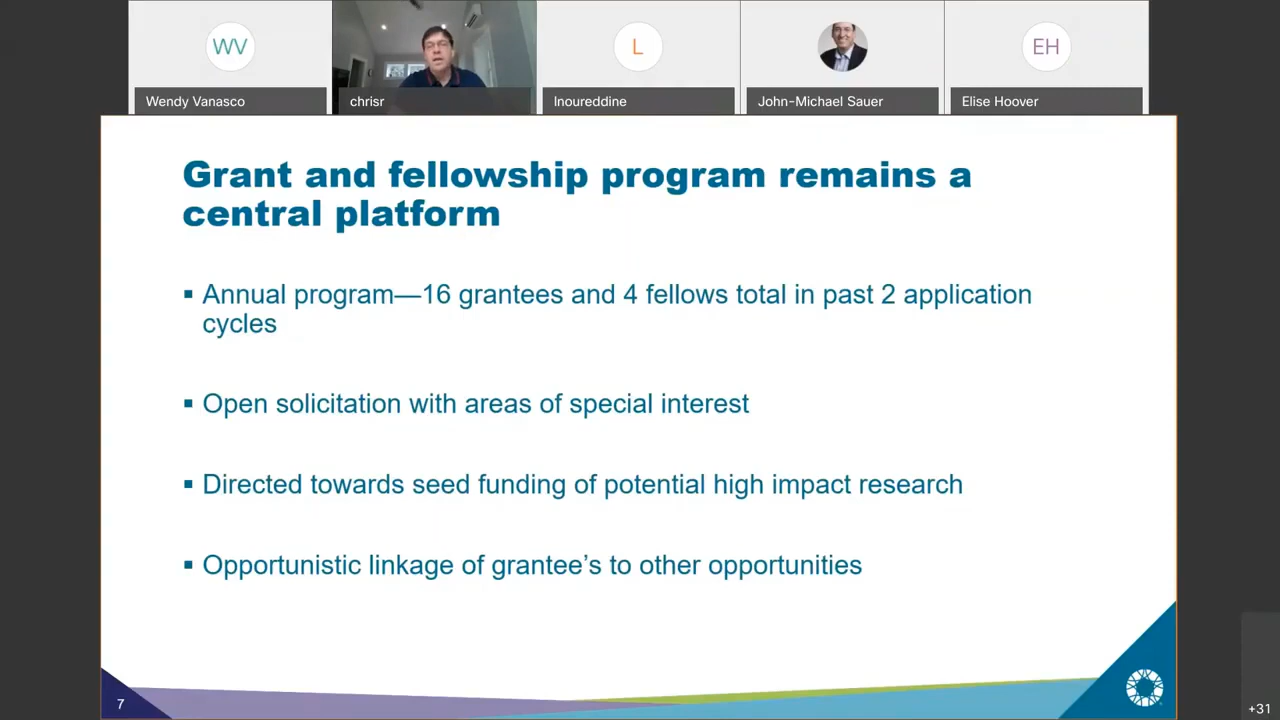 WV
L
EH
Wendy Vanasco
chrisr
lnoureddine
John-Michael Sauer
Elise Hoover
Grant and fellowship program remains a
central platform
▪ Annual program—16 grantees and 4 fellows total in past 2 application
cycles
▪ Open solicitation with areas of special interest
▪ Directed towards seed funding of potential high impact research
▪ Opportunistic linkage of grantee’s to other opportunities
7
+31